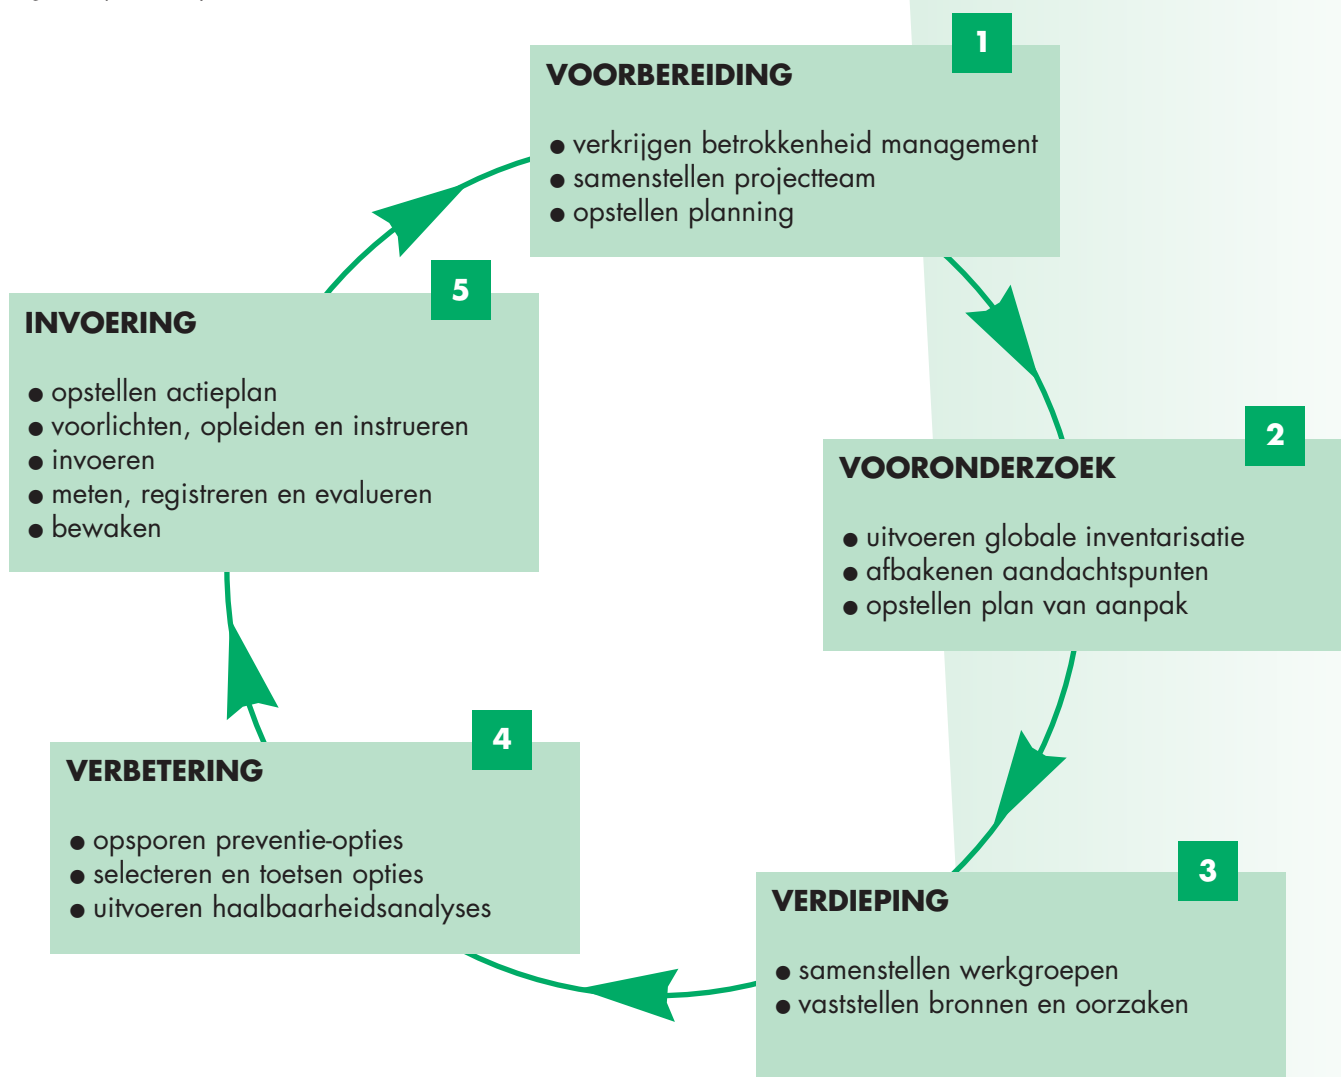 1
VOORBEREIDING
● verkrijgen betrokkenheid management
● samenstellen projectteam
● opstellen planning
2
VOORONDERZOEK
● uitvoeren globale inventarisatie
● afbakenen aandachtspunten
● opstellen plan van aanpak
3
VERDIEPING
● samenstellen werkgroepen
● vaststellen bronnen en oorzaken
4
VERBETERING
● opsporen preventie-opties
● selecteren en toetsen opties
● uitvoeren haalbaarheidsanalyses
5
INVOERING
● opstellen actieplan
● voorlichten, opleiden en instrueren
● invoeren
● meten, registreren en evalueren
● bewaken